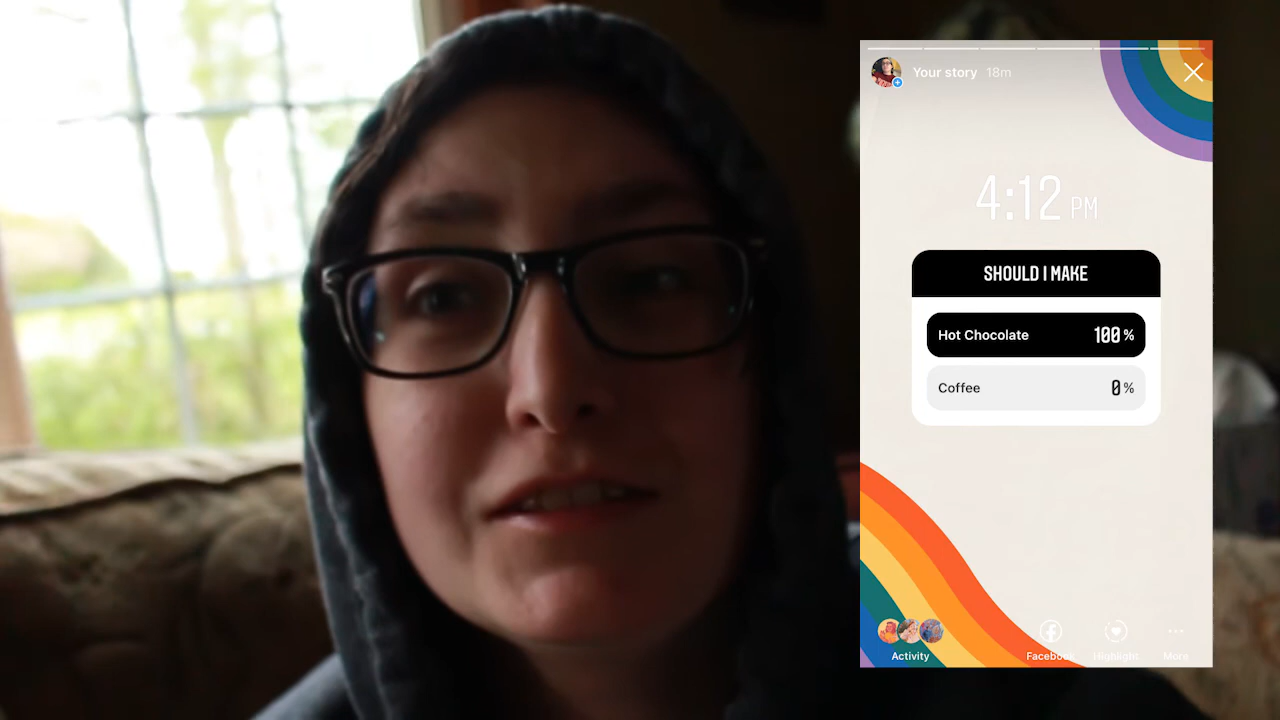 Your story 18m
4:12 PM
SHOULD I MAKE
Hot Chocolate 100%
Coffee 0%
Activity
Facebook
Highlight
More